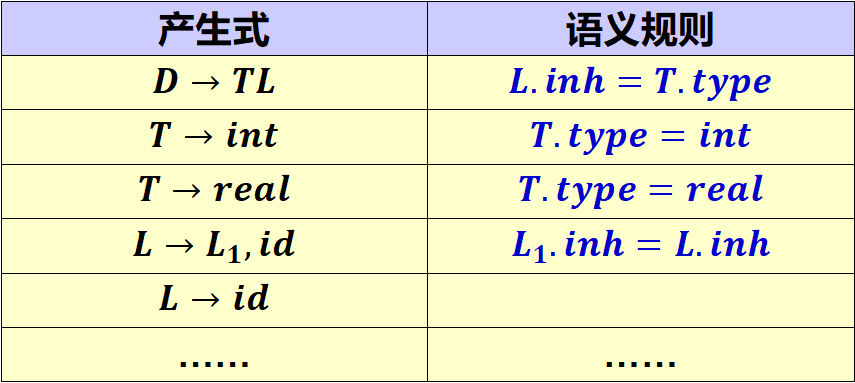 产生式 语义规则
D → TL L.inh = T.type
T → int T.type = int
T → real T.type = real
L → L₁,id L₁.inh = L.inh
L → id
…… ……